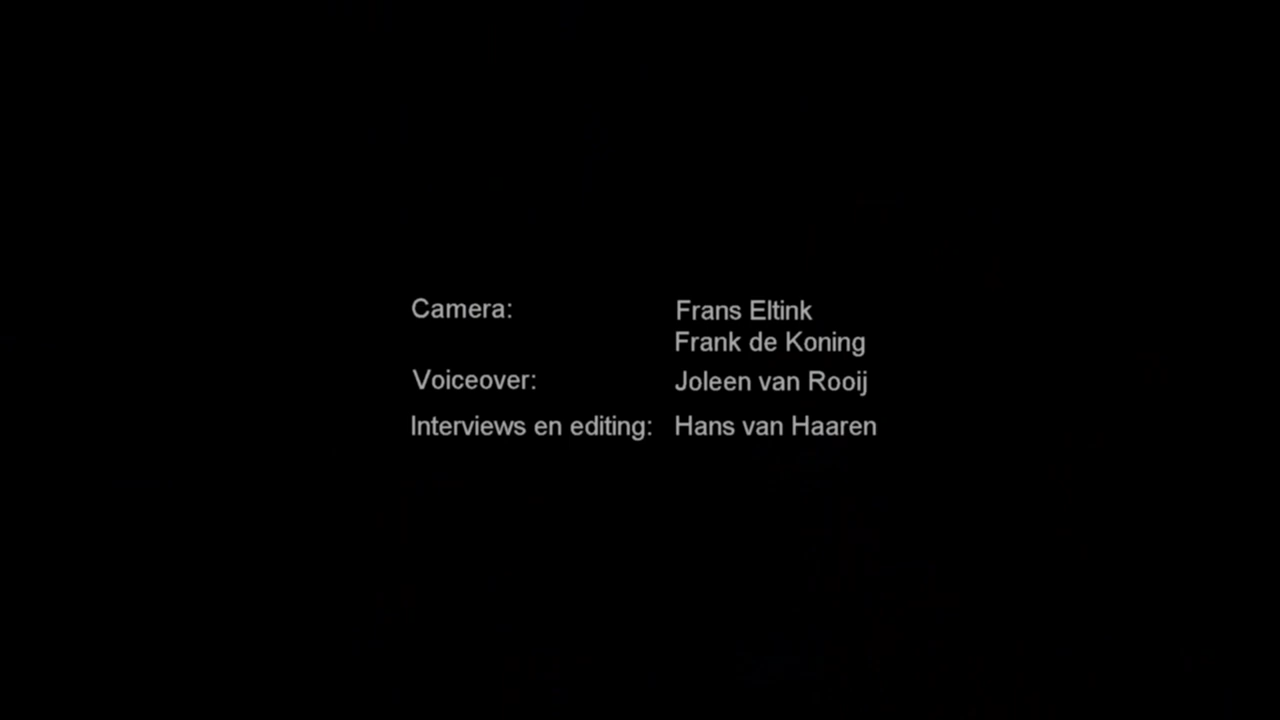 Camera: Frans Eltink
Frank de Koning
Voiceover: Joleen van Rooij
Interviews en editing: Hans van Haaren